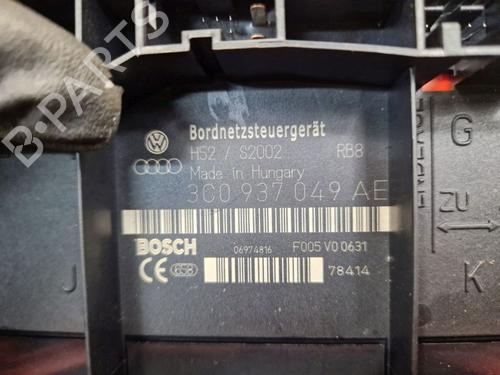 Bordnetzsteuergerät
H52 / S2002 RB8
Made in Hungary
3C0 937 049 AE
BOSCH 06974816 F005 V0 0631
CE 78414
G
ZU
J
K
B-PARTS